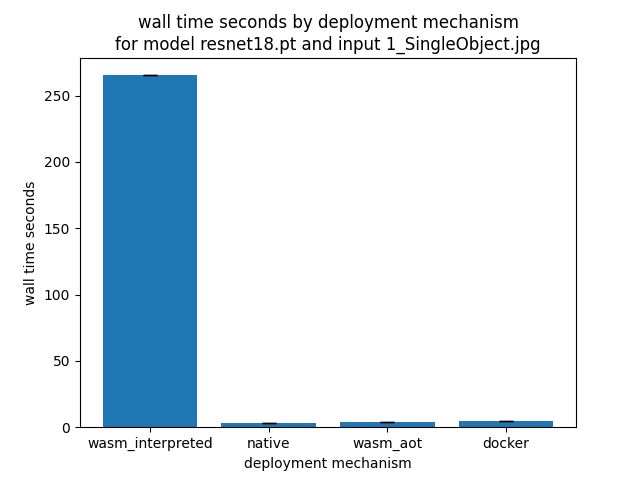 wall time seconds by deployment mechanism
for model resnet18.pt and input 1_SingleObject.jpg
wall time seconds
250
200
150
100
50
0
wasm_interpreted native wasm_aot docker
deployment mechanism